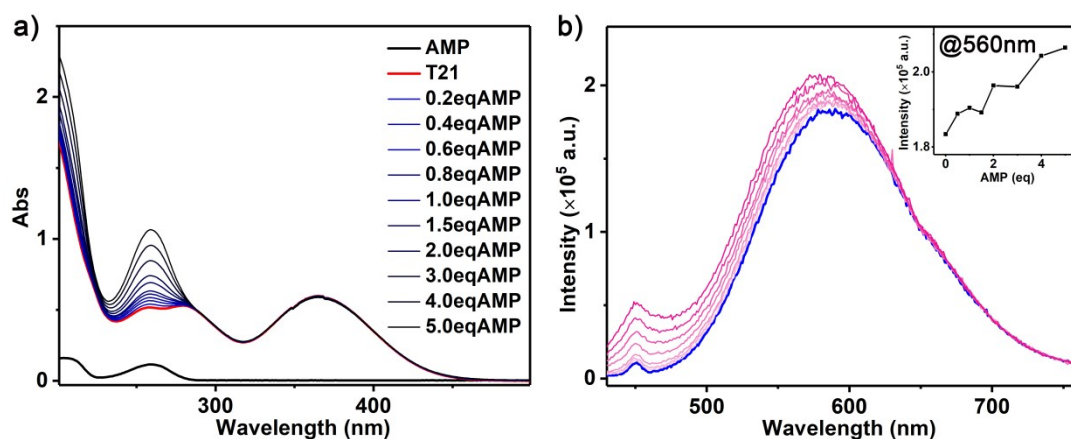 a)
2
1
0
Abs
300
400
Wavelength (nm)
AMP
T21
0.2eqAMP
0.4eqAMP
0.6eqAMP
0.8eqAMP
1.0eqAMP
1.5eqAMP
2.0eqAMP
3.0eqAMP
4.0eqAMP
5.0eqAMP
b)
2
1
0
Intensity (×10⁵ a.u.)
500
600
700
Wavelength (nm)
@560nm
2.0
1.8
Intensity (×10⁵ a.u.)
0
2
4
AMP (eq)